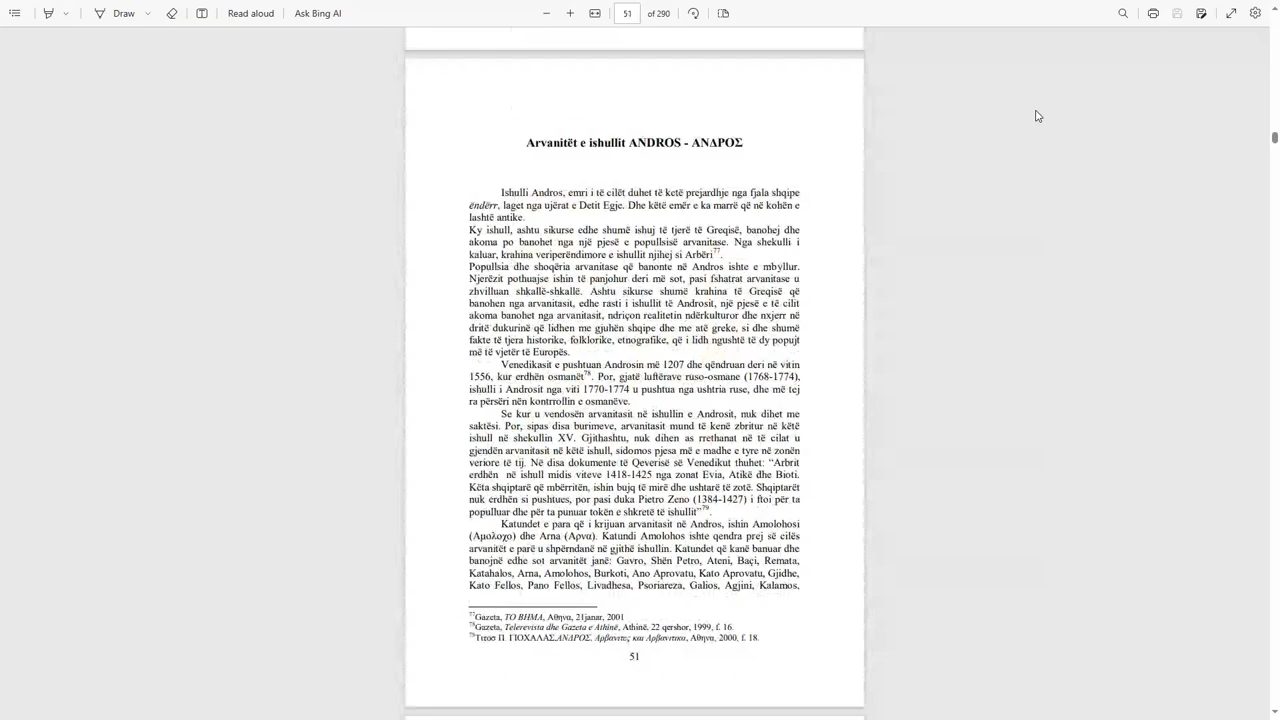 Draw
Read aloud
Ask Bing AI
51 of 290
Arvanitët e ishullit ANDROS - ΑΝΔΡΟΣ
Ishulli Andros, emri i të cilët duhet të ketë prejardhje nga fjala shqipe
ëndërr, laget nga ujërat e Detit Egje. Dhe këtë emër e ka marrë që në kohën e
lashtë antike.
Ky ishull, ashtu sikurse edhe shumë ishuj të tjerë të Greqisë, banohej dhe
akoma po banohet nga një pjesë e popullsisë arvanitase. Nga shekulli i
kaluar, krahina veriperëndimore e ishullit njihej si Arbëri77.
Popullsia dhe shoqëria arvanitase që banonte në Andros ishte e mbyllur.
Njerëzit pothuajse ishin të panjohur deri më sot, pasi fshatrat arvanitase u
zhvilluan shkallë-shkallë. Ashtu sikurse shumë krahina të Greqisë që
banohen nga arvanitasit, edhe rasti i ishullit të Androsit, një pjesë e të cilit
akoma banohet nga arvanitasit, ndriçon realitetin ndërkulturor dhe nxjerr në
dritë dukurinë që lidhen me gjuhën shqipe dhe me atë greke, si dhe shumë
fakte të tjera historike, folklorike, etnografike, që i lidh ngushtë të dy popujt
më të vjetër të Europës.
Venedikasit e pushtuan Androsin më 1207 dhe qëndruan deri në vitin
1556, kur erdhën osmanët78. Por, gjatë luftërave ruso-osmane (1768-1774),
ishulli i Androsit nga viti 1770-1774 u pushtua nga ushtria ruse, dhe më tej
ra përsëri nën kontrrollin e osmanëve.
Se kur u vendosën arvanitasit në ishullin e Androsit, nuk dihet me
saktësi. Por, sipas disa burimeve, arvanitasit mund të kenë zbritur në këtë
ishull në shekullin XV. Gjithashtu, nuk dihen as rrethanat në të cilat u
gjendën arvanitasit në këtë ishull, sidomos pjesa më e madhe e tyre në zonën
veriore të tij. Në disa dokumente të Qeverisë së Venedikut thuhet: “Arbrit
erdhën në ishull midis viteve 1418-1425 nga zonat Evia, Atikë dhe Bioti.
Këta shqiptarë që mbërritën, ishin bujq të mirë dhe ushtarë të zotë. Shqiptarët
nuk erdhën si pushtues, por pasi duka Pietro Zeno (1384-1427) i ftoi për ta
populluar dhe për ta punuar tokën e shkretë të ishullit”79.
Katundet e para që i krijuan arvanitasit në Andros, ishin Amolohosi
(Αμολοχο) dhe Arna (Αρνα). Katundi Amolohos ishte qendra prej së cilës
arvanitët e parë u shpërndanë në gjithë ishullin. Katundet që kanë banuar dhe
banojnë edhe sot arvanitët janë: Gavro, Shën Petro, Ateni, Baçi, Remata,
Katahalos, Arna, Amolohos, Burkoti, Ano Aprovatu, Kato Aprovatu, Gjidhe,
Kato Fellos, Pano Fellos, Livadhesa, Psoriareza, Galios, Agjini, Kalamos,
77Gazeta, ΤΟ ΒΗΜΑ, Αθηνα, 21janar, 2001
78Gazeta, Telerevista dhe Gazeta e Athinë, Athinë, 22 qershor, 1999, f. 16.
79Τιτοσ Π. ΓΙΟΧΑΛΑΣ,ΑΝΔΡΟΣ, Αρβανιτες και Αρβανιτικα, Αθηνα, 2000, f. 18.
51